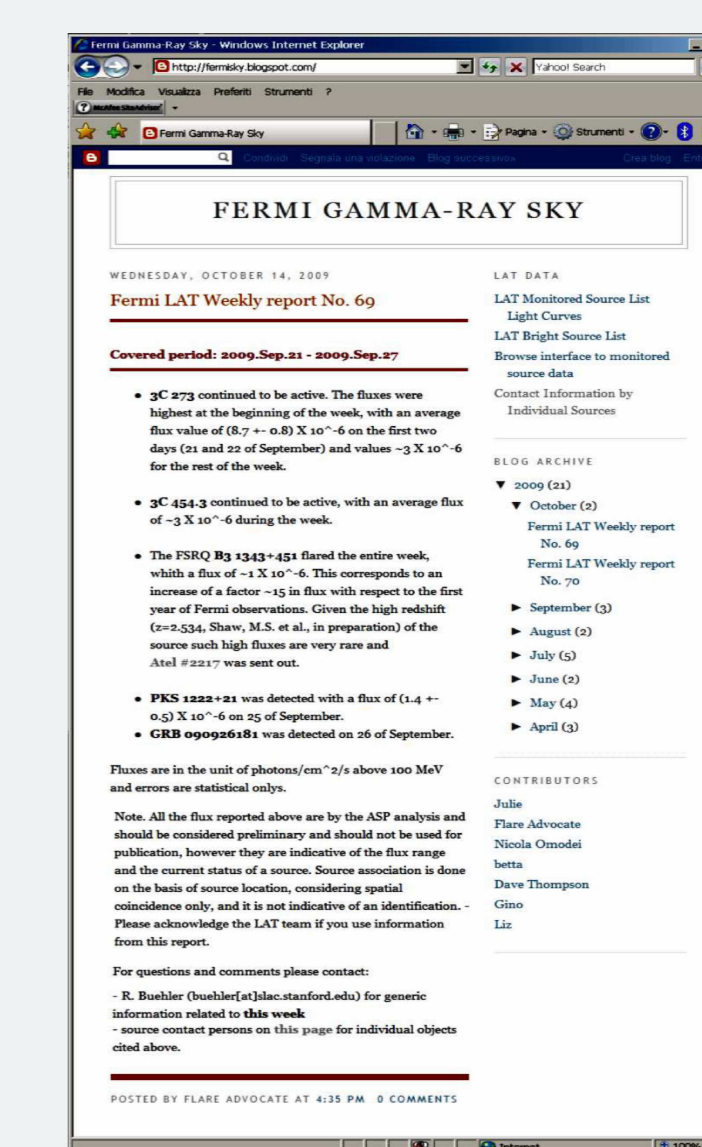 Fermi Gamma-Ray Sky - Windows Internet Explorer
http://fermisky.blogspot.com/
Yahoo! Search
File Modifica Visualizza Preferiti Strumenti ?
McAfee SiteAdvisor
Fermi Gamma-Ray Sky
Pagina
Strumenti
Condividi Segnala una violazione Blog successivo» Crea blog
FERMI GAMMA-RAY SKY
WEDNESDAY, OCTOBER 14, 2009
Fermi LAT Weekly report No. 69
Covered period: 2009.Sep.21 - 2009.Sep.27
• 3C 273 continued to be active. The fluxes were
highest at the beginning of the week, with an average
flux value of (8.7 +- 0.8) X 10^-6 on the first two
days (21 and 22 of September) and values ~3 X 10^-6
for the rest of the week.
• 3C 454.3 continued to be active, with an average flux
of ~3 X 10^-6 during the week.
• The FSRQ B3 1343+451 flared the entire week,
whith a flux of ~1 X 10^-6. This corresponds to an
increase of a factor ~15 in flux with respect to the first
year of Fermi observations. Given the high redshift
(z=2.534, Shaw, M.S. et al., in preparation) of the
source such high fluxes are very rare and
Atel #2217 was sent out.
• PKS 1222+21 was detected with a flux of (1.4 +-
0.5) X 10^-6 on 25 of September.
• GRB 090926181 was detected on 26 of September.
Fluxes are in the unit of photons/cm^2/s above 100 MeV
and errors are statistical onlys.
Note. All the flux reported above are by the ASP analysis and
should be considered preliminary and should not be used for
publication, however they are indicative of the flux range
and the current status of a source. Source association is done
on the basis of source location, considering spatial
coincidence only, and it is not indicative of an identification. -
Please acknowledge the LAT team if you use information
from this report.
For questions and comments please contact:
- R. Buehler (buehler[at]slac.stanford.edu) for generic
information related to this week
- source contact persons on this page for individual objects
cited above.
POSTED BY FLARE ADVOCATE AT 4:35 PM 0 COMMENTS
LAT DATA
LAT Monitored Source List
Light Curves
LAT Bright Source List
Browse interface to monitored
source data
Contact Information by
Individual Sources
BLOG ARCHIVE
▼ 2009 (21)
▼ October (2)
Fermi LAT Weekly report
No. 69
Fermi LAT Weekly report
No. 70
► September (3)
► August (2)
► July (5)
► June (2)
► May (4)
► April (3)
CONTRIBUTORS
Julie
Flare Advocate
Nicola Omodei
betta
Dave Thompson
Gino
Liz
Internet
100%